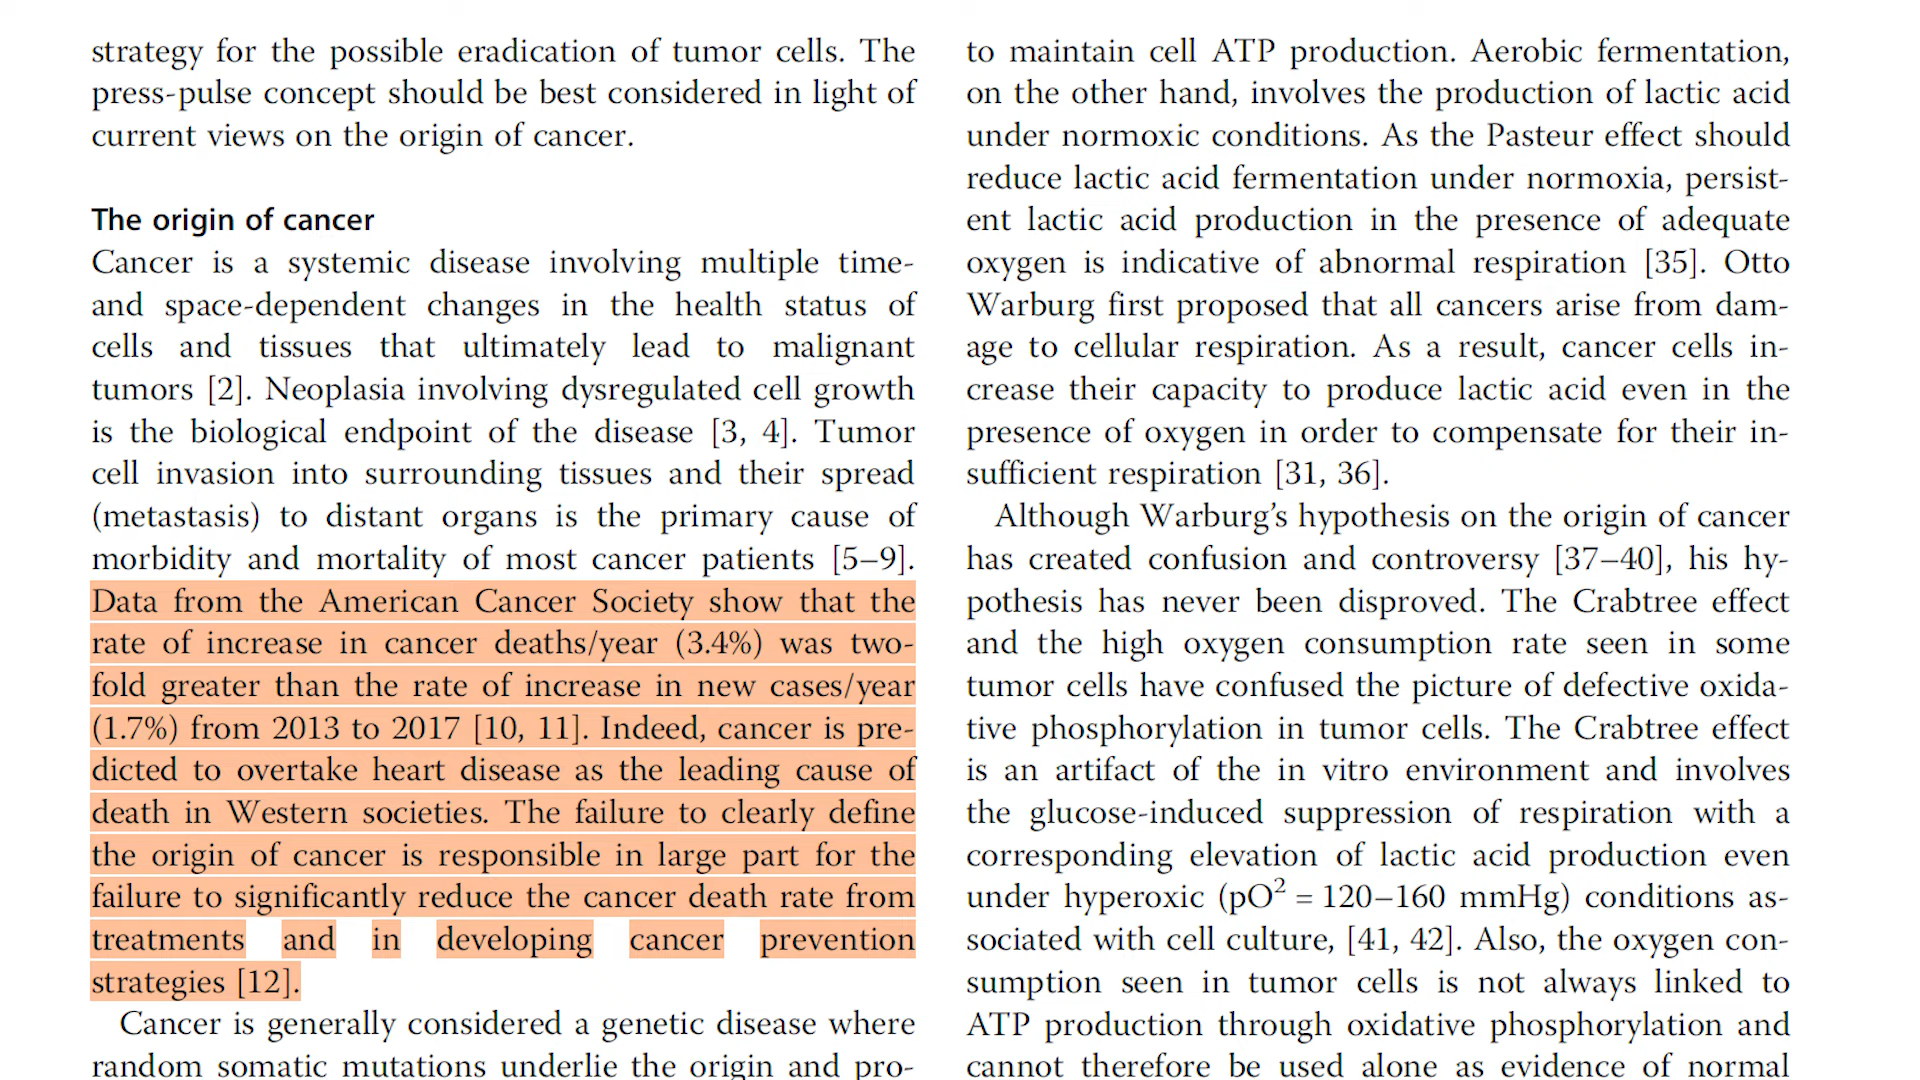 strategy for the possible eradication of tumor cells. The
press-pulse concept should be best considered in light of
current views on the origin of cancer.
The origin of cancer
Cancer is a systemic disease involving multiple time-
and space-dependent changes in the health status of
cells and tissues that ultimately lead to malignant
tumors [2]. Neoplasia involving dysregulated cell growth
is the biological endpoint of the disease [3, 4]. Tumor
cell invasion into surrounding tissues and their spread
(metastasis) to distant organs is the primary cause of
morbidity and mortality of most cancer patients [5–9].
Data from the American Cancer Society show that the
rate of increase in cancer deaths/year (3.4%) was two-
fold greater than the rate of increase in new cases/year
(1.7%) from 2013 to 2017 [10, 11]. Indeed, cancer is pre-
dicted to overtake heart disease as the leading cause of
death in Western societies. The failure to clearly define
the origin of cancer is responsible in large part for the
failure to significantly reduce the cancer death rate from
treatments and in developing cancer prevention
strategies [12].
Cancer is generally considered a genetic disease where
random somatic mutations underlie the origin and pro-
to maintain cell ATP production. Aerobic fermentation,
on the other hand, involves the production of lactic acid
under normoxic conditions. As the Pasteur effect should
reduce lactic acid fermentation under normoxia, persist-
ent lactic acid production in the presence of adequate
oxygen is indicative of abnormal respiration [35]. Otto
Warburg first proposed that all cancers arise from dam-
age to cellular respiration. As a result, cancer cells in-
crease their capacity to produce lactic acid even in the
presence of oxygen in order to compensate for their in-
sufficient respiration [31, 36].
Although Warburg’s hypothesis on the origin of cancer
has created confusion and controversy [37–40], his hy-
pothesis has never been disproved. The Crabtree effect
and the high oxygen consumption rate seen in some
tumor cells have confused the picture of defective oxida-
tive phosphorylation in tumor cells. The Crabtree effect
is an artifact of the in vitro environment and involves
the glucose-induced suppression of respiration with a
corresponding elevation of lactic acid production even
under hyperoxic (pO² = 120–160 mmHg) conditions as-
sociated with cell culture, [41, 42]. Also, the oxygen con-
sumption seen in tumor cells is not always linked to
ATP production through oxidative phosphorylation and
cannot therefore be used alone as evidence of normal